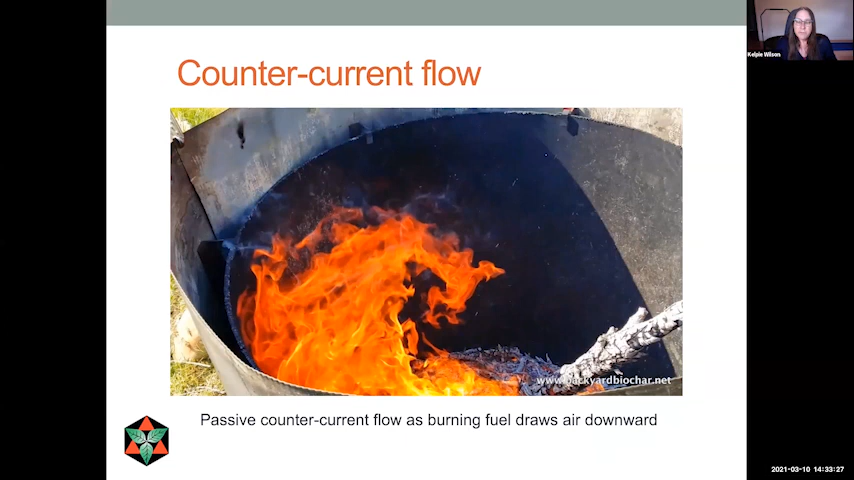 Counter-current flow
Kelpie Wilson
www.backyardbiochar.net
Passive counter-current flow as burning fuel draws air downward
2021-03-10 14:33:27